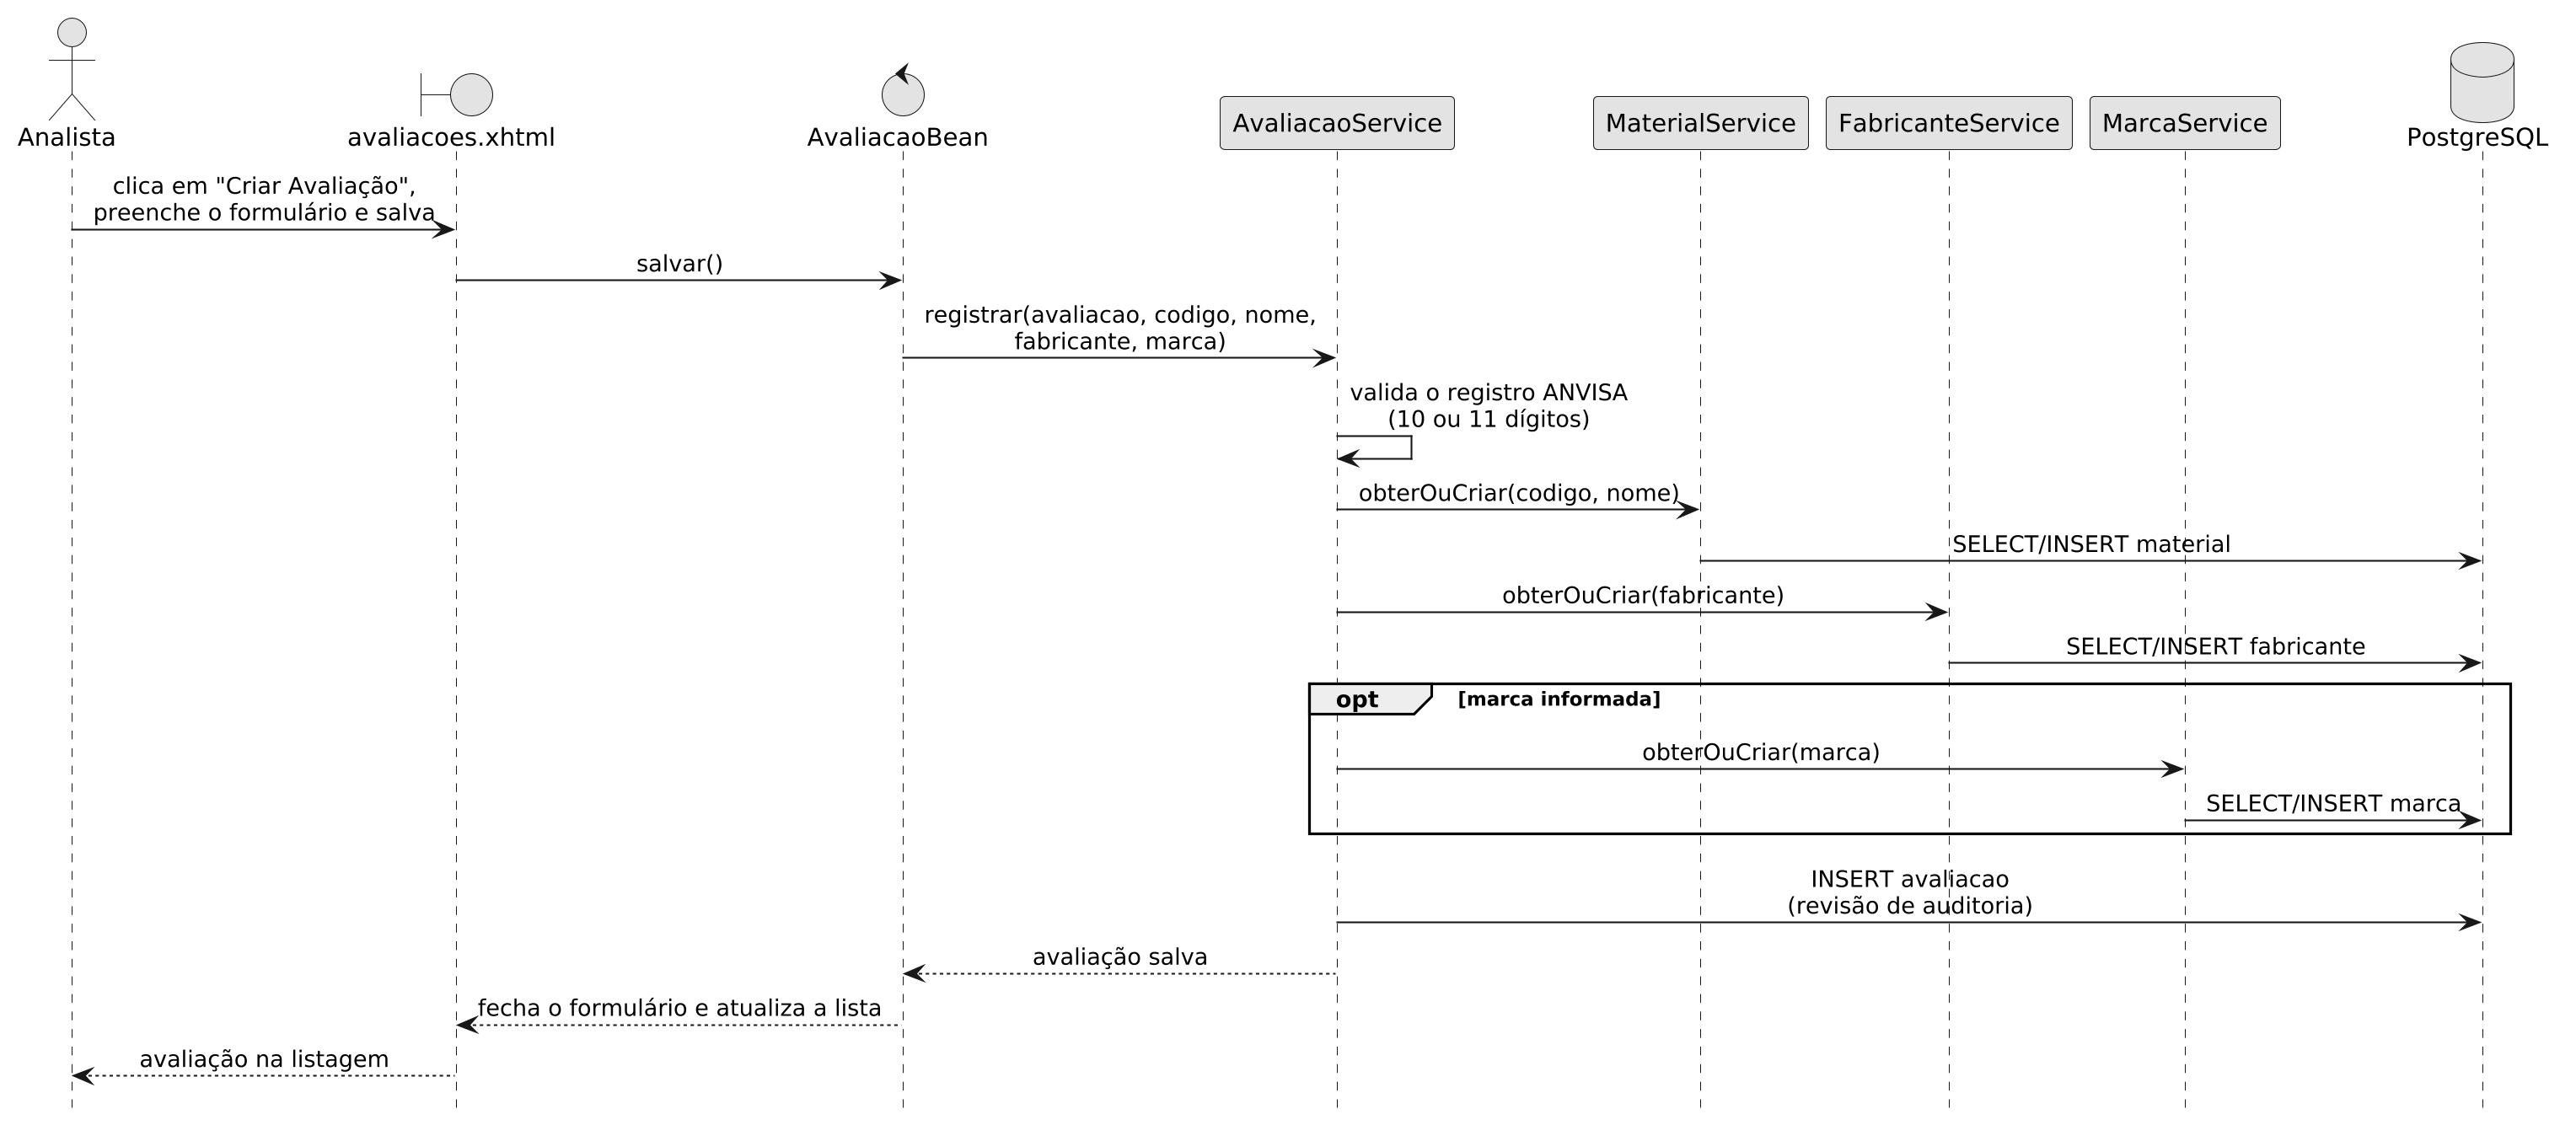 Analista
avaliacoes.xhtml
AvaliacaoBean
AvaliacaoService
MaterialService
FabricanteService
MarcaService
PostgreSQL
clica em "Criar Avaliação",
preenche o formulário e salva
salvar()
registrar(avaliacao, codigo, nome,
fabricante, marca)
valida o registro ANVISA
(10 ou 11 dígitos)
obterOuCriar(codigo, nome)
SELECT/INSERT material
obterOuCriar(fabricante)
SELECT/INSERT fabricante
opt [marca informada]
obterOuCriar(marca)
SELECT/INSERT marca
INSERT avaliacao
(revisão de auditoria)
avaliação salva
fecha o formulário e atualiza a lista
avaliação na listagem